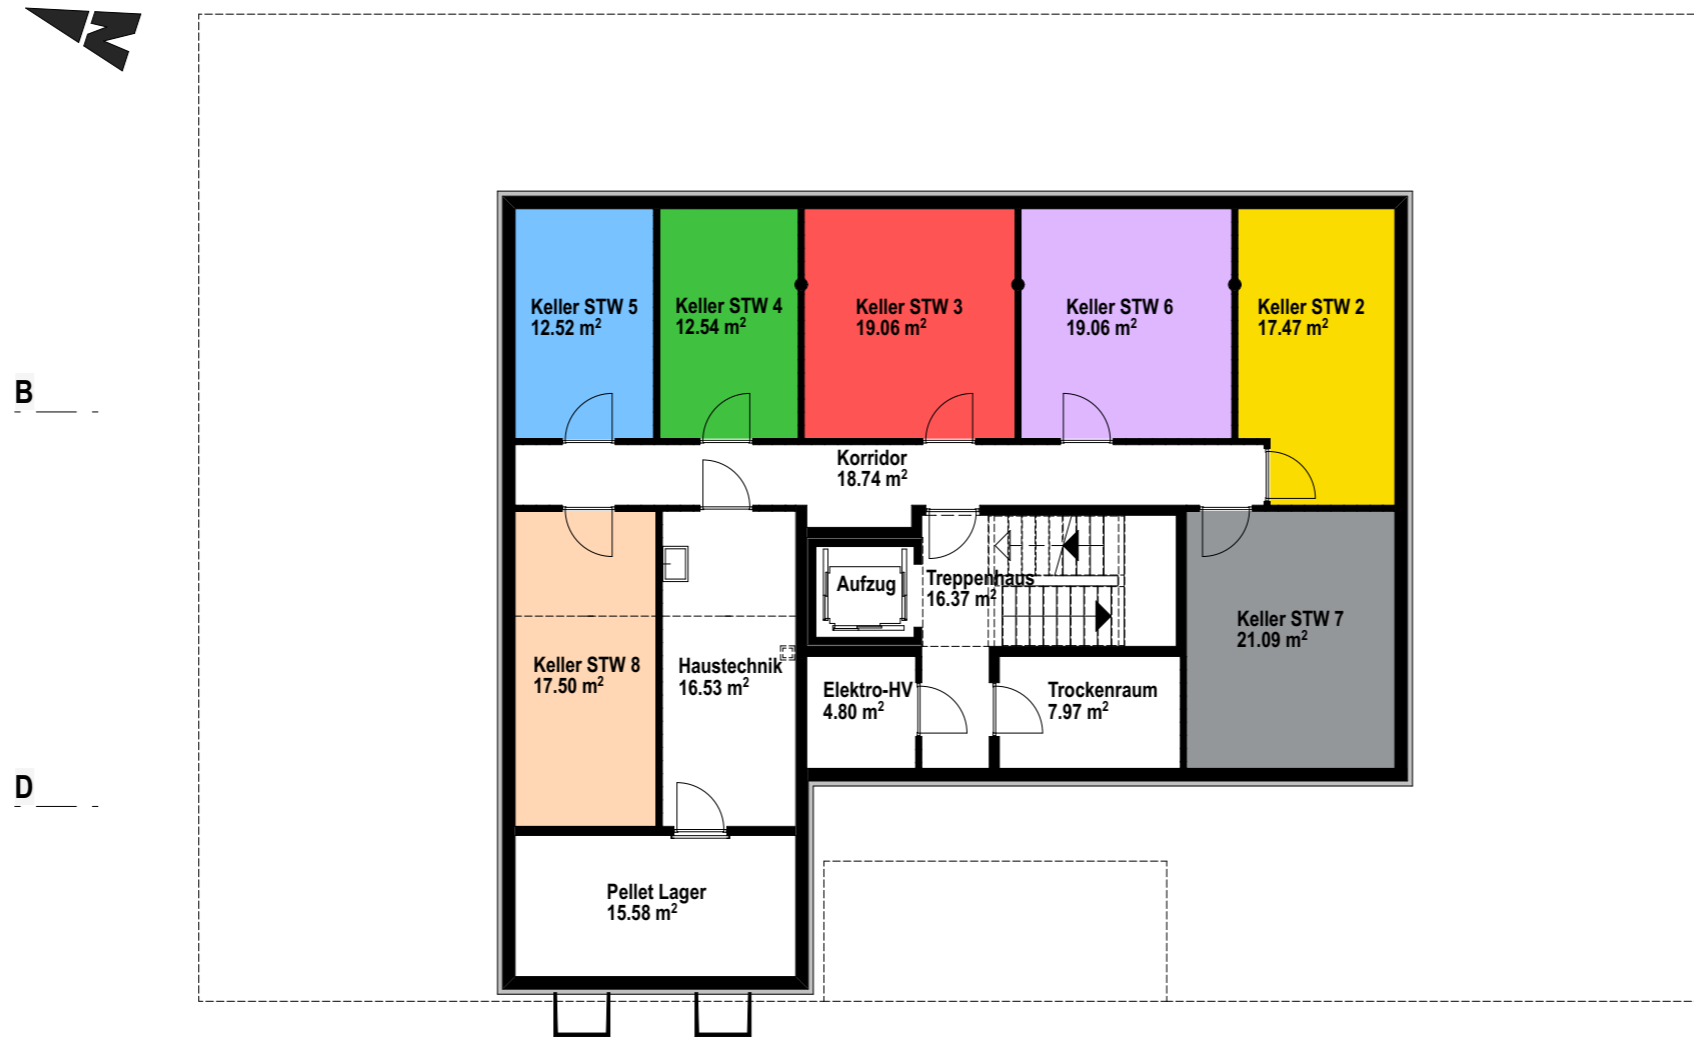 N
Keller STW 5
12.52 m²
Keller STW 4
12.54 m²
Keller STW 3
19.06 m²
Keller STW 6
19.06 m²
Keller STW 2
17.47 m²
B
Korridor
18.74 m²
Aufzug
Treppenhaus
16.37 m²
Keller STW 7
21.09 m²
Keller STW 8
17.50 m²
Haustechnik
16.53 m²
Elektro-HV
4.80 m²
Trockenraum
7.97 m²
D
Pellet Lager
15.58 m²